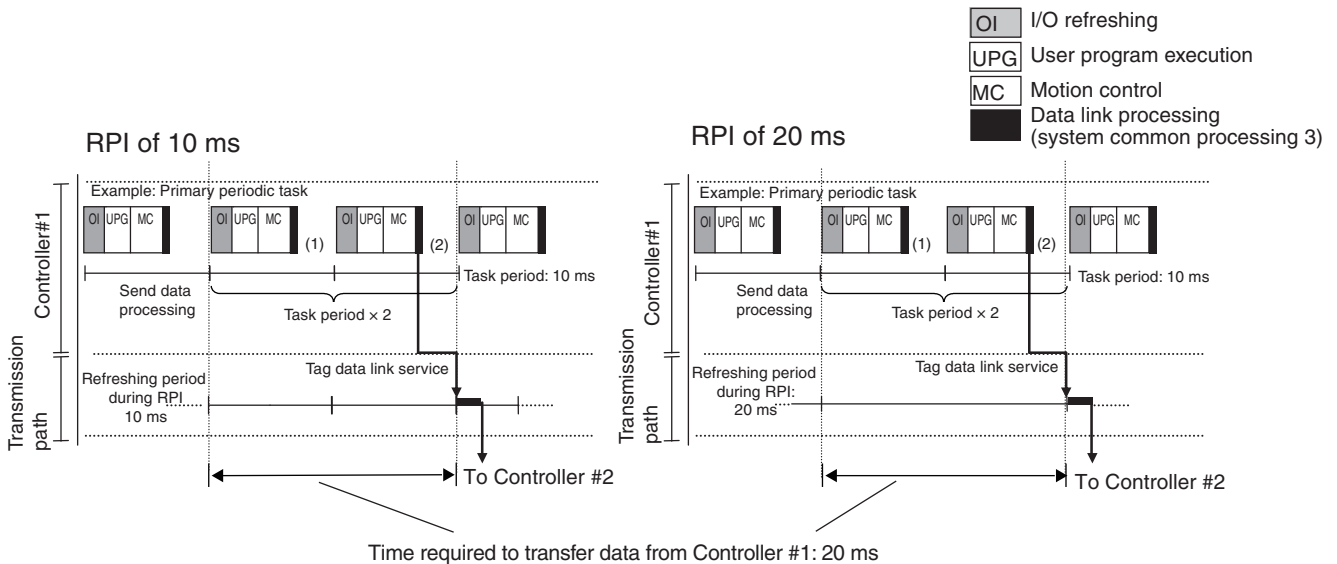 OI I/O refreshing
UPG User program execution
MC Motion control
Data link processing
(system common processing 3)
RPI of 10 ms
Example: Primary periodic task
Controller#1
OI UPG MC
OI UPG MC
(1)
OI UPG MC
(2)
OI UPG MC
Task period: 10 ms
Send data
processing
Task period × 2
Tag data link service
Transmission
path
Refreshing period
during RPI
10 ms
To Controller #2
RPI of 20 ms
Example: Primary periodic task
Controller#1
OI UPG MC
OI UPG MC
(1)
OI UPG MC
(2)
OI UPG MC
Task period: 10 ms
Send data
processing
Task period × 2
Tag data link service
Transmission
path
Refreshing period
during RPI:
20 ms
To Controller #2
Time required to transfer data from Controller #1: 20 ms